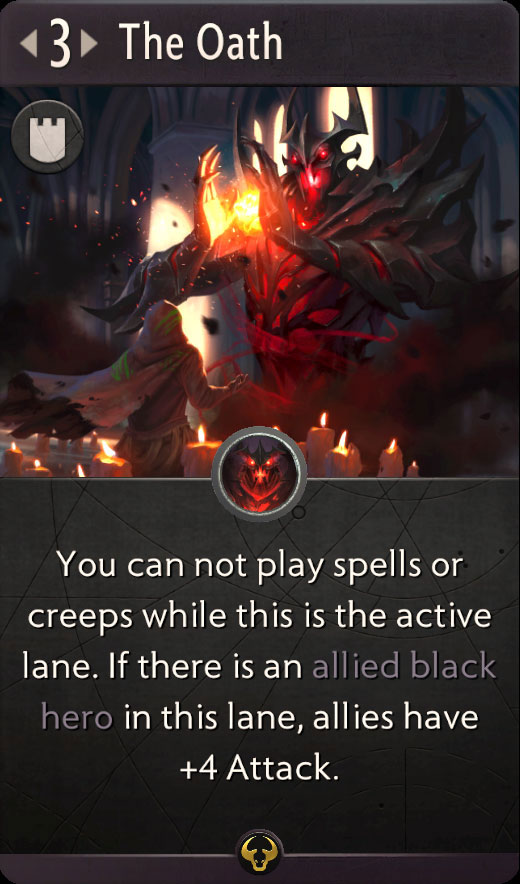 3 The Oath
You can not play spells or
creeps while this is the active
lane. If there is an allied black
hero in this lane, allies have
+4 Attack.